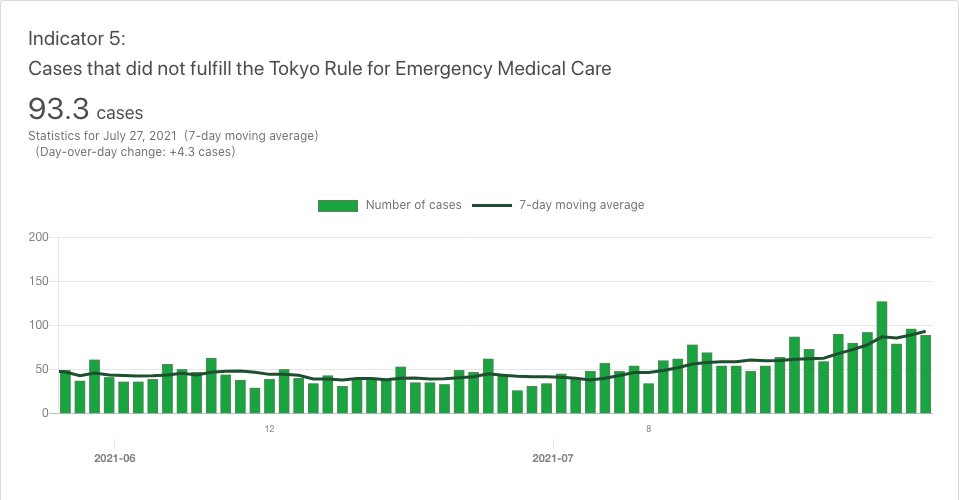 Indicator 5:
Cases that did not fulfill the Tokyo Rule for Emergency Medical Care
93.3 cases
Statistics for July 27, 2021 (7-day moving average)
(Day-over-day change: +4.3 cases)
Number of cases 7-day moving average
200
150
100
50
0
12 8
2021-06 2021-07